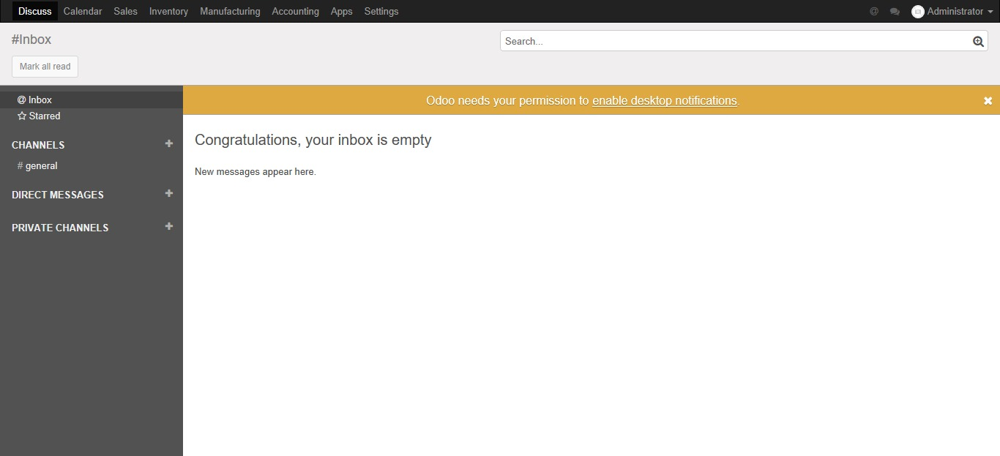 Discuss Calendar Sales Inventory Manufacturing Accounting Apps Settings @ Administrator
#Inbox
Search...
Mark all read
@ Inbox
Starred
CHANNELS
# general
DIRECT MESSAGES
PRIVATE CHANNELS
Odoo needs your permission to enable desktop notifications.
Congratulations, your inbox is empty
New messages appear here.